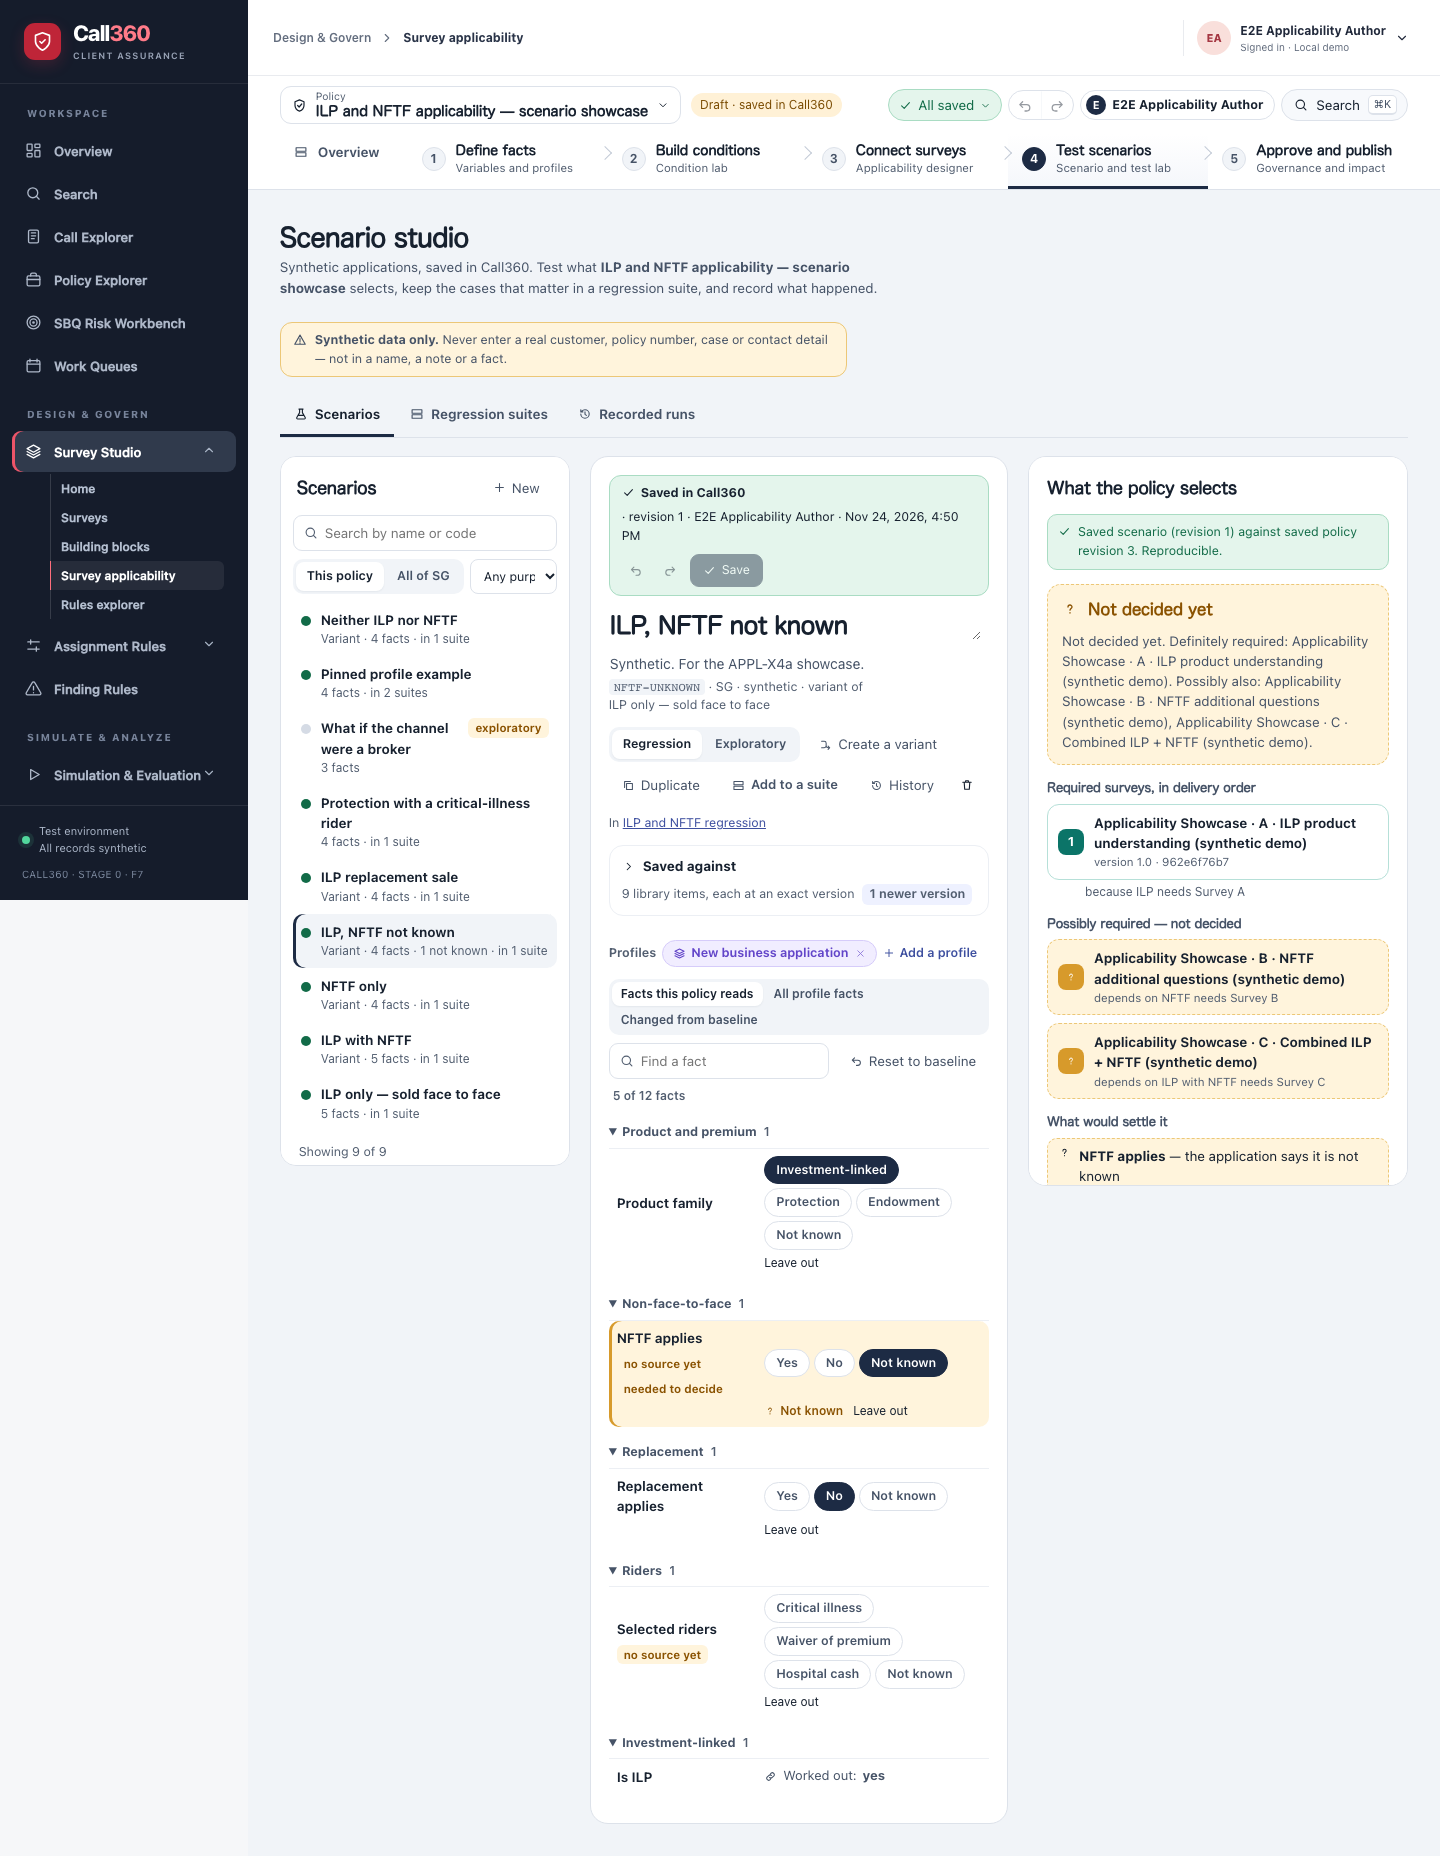 Call360
CLIENT ASSURANCE
WORKSPACE
Overview
Search
Call Explorer
Policy Explorer
SBQ Risk Workbench
Work Queues
DESIGN & GOVERN
Survey Studio
Home
Surveys
Building blocks
Survey applicability
Rules explorer
Assignment Rules
Finding Rules
SIMULATE & ANALYZE
Simulation & Evaluation
Test environment
All records synthetic
CALL360 · STAGE 0 · F7
Design & Govern
Survey applicability
EA
E2E Applicability Author
Signed in · Local demo
Policy
ILP and NFTF applicability — scenario showcase
Draft · saved in Call360
All saved
E
E2E Applicability Author
Search
⌘K
Overview
1
Define facts
Variables and profiles
2
Build conditions
Condition lab
3
Connect surveys
Applicability designer
4
Test scenarios
Scenario and test lab
5
Approve and publish
Governance and impact
Scenario studio
Synthetic applications, saved in Call360. Test what ILP and NFTF applicability — scenario
showcase selects, keep the cases that matter in a regression suite, and record what happened.
Synthetic data only. Never enter a real customer, policy number, case or contact detail
— not in a name, a note or a fact.
Scenarios
Regression suites
Recorded runs
Scenarios
New
Search by name or code
This policy
All of SG
Any purp
Neither ILP nor NFTF
Variant · 4 facts · in 1 suite
Pinned profile example
4 facts · in 2 suites
What if the channel
were a broker
exploratory
3 facts
Protection with a critical-illness
rider
4 facts · in 1 suite
ILP replacement sale
Variant · 4 facts · in 1 suite
ILP, NFTF not known
Variant · 4 facts · 1 not known · in 1 suite
NFTF only
Variant · 4 facts · in 1 suite
ILP with NFTF
Variant · 5 facts · in 1 suite
ILP only — sold face to face
5 facts · in 1 suite
Showing 9 of 9
Saved in Call360
· revision 1 · E2E Applicability Author · Nov 24, 2026, 4:50
PM
Save
ILP, NFTF not known
Synthetic. For the APPL-X4a showcase.
NFTF-UNKNOWN · SG · synthetic · variant of
ILP only — sold face to face
Regression
Exploratory
Create a variant
Duplicate
Add to a suite
History
In ILP and NFTF regression
Saved against
9 library items, each at an exact version
1 newer version
Profiles
New business application
Add a profile
Facts this policy reads
All profile facts
Changed from baseline
Find a fact
Reset to baseline
5 of 12 facts
Product and premium 1
Product family
Investment-linked
Protection
Endowment
Not known
Leave out
Non-face-to-face 1
NFTF applies
no source yet
needed to decide
Yes
No
Not known
? Not known
Leave out
Replacement 1
Replacement
applies
Yes
No
Not known
Leave out
Riders 1
Selected riders
no source yet
Critical illness
Waiver of premium
Hospital cash
Not known
Leave out
Investment-linked 1
Is ILP
Worked out: yes
What the policy selects
Saved scenario (revision 1) against saved policy
revision 3. Reproducible.
? Not decided yet
Not decided yet. Definitely required: Applicability
Showcase · A · ILP product understanding
(synthetic demo). Possibly also: Applicability
Showcase · B · NFTF additional questions
(synthetic demo), Applicability Showcase · C ·
Combined ILP + NFTF (synthetic demo).
Required surveys, in delivery order
1
Applicability Showcase · A · ILP product
understanding (synthetic demo)
version 1.0 · 962e6f76b7
because ILP needs Survey A
Possibly required — not decided
?
Applicability Showcase · B · NFTF
additional questions (synthetic demo)
depends on NFTF needs Survey B
?
Applicability Showcase · C · Combined ILP
+ NFTF (synthetic demo)
depends on ILP with NFTF needs Survey C
What would settle it
? NFTF applies — the application says it is not
known